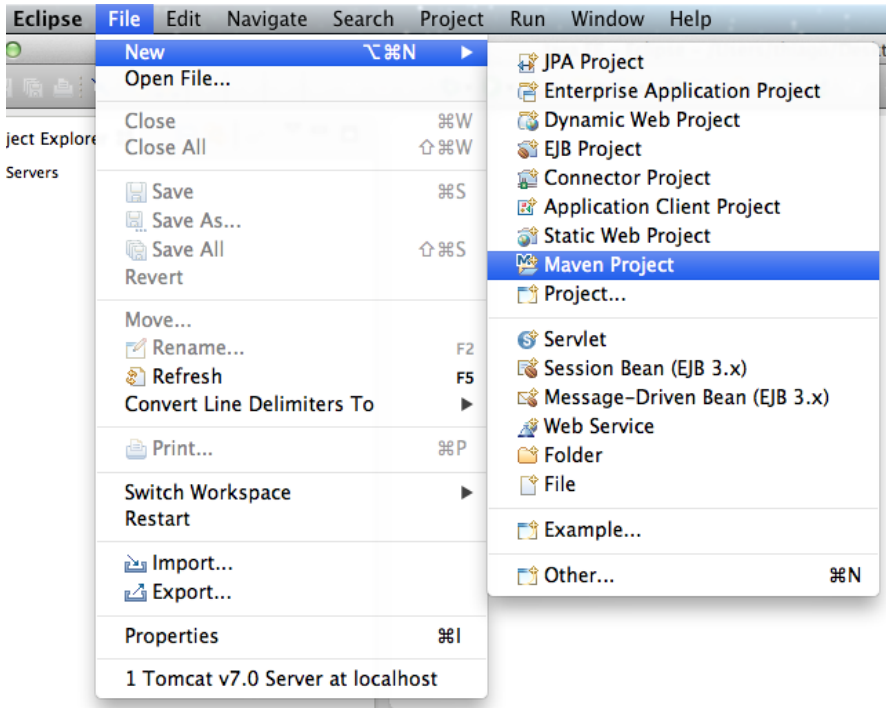 Eclipse File Edit Navigate Search Project Run Window Help
New ⌥⌘N ▶
Open File...
Close ⌘W
Close All ⇧⌘W
Save ⌘S
Save As...
Save All ⇧⌘S
Revert
Move...
Rename... F2
Refresh F5
Convert Line Delimiters To ▶
Print... ⌘P
Switch Workspace ▶
Restart
Import...
Export...
Properties ⌘I
1 Tomcat v7.0 Server at localhost
JPA Project
Enterprise Application Project
Dynamic Web Project
EJB Project
Connector Project
Application Client Project
Static Web Project
Maven Project
Project...
Servlet
Session Bean (EJB 3.x)
Message-Driven Bean (EJB 3.x)
Web Service
Folder
File
Example...
Other... ⌘N
ject Explore
Servers